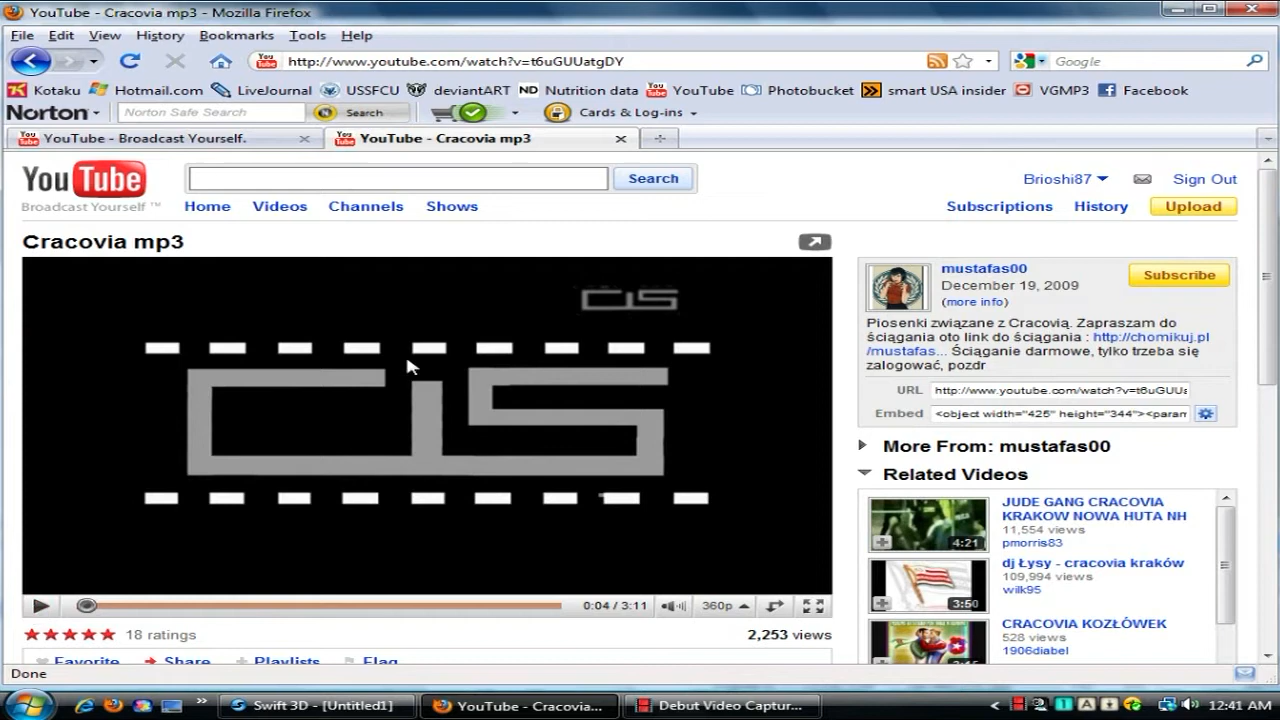 YouTube - Cracovia mp3 - Mozilla Firefox
File Edit View History Bookmarks Tools Help
http://www.youtube.com/watch?v=t6uGUUatgDY
Google
Kotaku Hotmail.com LiveJournal USSFCU deviantART ND Nutrition data YouTube Photobucket smart USA insider VGMP3 Facebook
Norton Norton Safe Search Search Cards & Log-ins
YouTube - Broadcast Yourself. YouTube - Cracovia mp3
YouTube Search Brioshi87 Sign Out
Broadcast Yourself ™
Home Videos Channels Shows Subscriptions History Upload
Cracovia mp3
mustafas00
December 19, 2009
(more info)
Subscribe
Piosenki związane z Cracovią. Zapraszam do
ściągania oto link do ściągania : http://chomikuj.pl
/mustafas... Ściąganie darmowe, tylko trzeba się
zalogować, pozdr
URL http://www.youtube.com/watch?v=t6uGUUa
Embed <object width="425" height="344"><param
More From: mustafas00
Related Videos
JUDE GANG CRACOVIA
KRAKOW NOWA HUTA NH
11,554 views
pmorris83
4:21
dj Łysy - cracovia kraków
109,994 views
wilk95
3:50
CRACOVIA KOZŁÓWEK
528 views
1906diabel
0:04 / 3:11 360p
18 ratings 2,253 views
Favorite Share Playlists Flag
Done
Swift 3D - [Untitled1] YouTube - Cracovia... Debut Video Captur... 12:41 AM